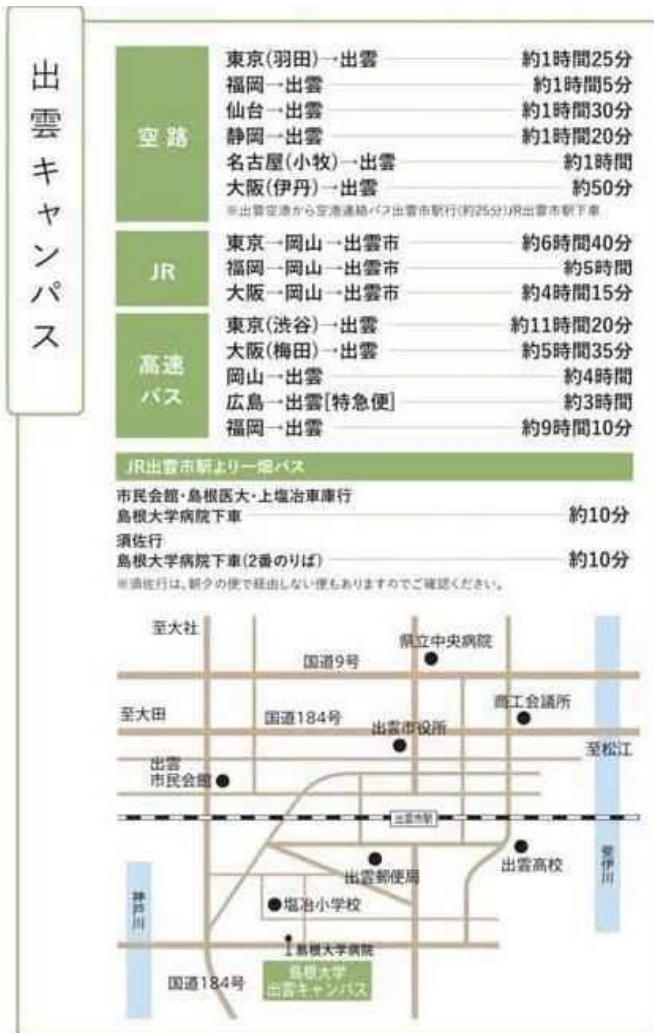 出雲キャンパス
空路
東京(羽田)→出雲 約1時間25分
福岡→出雲 約1時間5分
仙台→出雲 約1時間30分
静岡→出雲 約1時間20分
名古屋(小牧)→出雲 約1時間
大阪(伊丹)→出雲 約50分
※出雲空港から空港連絡バス出雲市駅行(約25分)JR出雲市駅下車
JR
東京→岡山→出雲市 約6時間40分
福岡→岡山→出雲市 約5時間
大阪→岡山→出雲市 約4時間15分
高速
バス
東京(渋谷)→出雲 約11時間20分
大阪(梅田)→出雲 約5時間35分
岡山→出雲 約4時間
広島→出雲[特急便] 約3時間
福岡→出雲 約9時間10分
JR出雲市駅より一畑バス
市民会館・島根医大・上塩冶車庫行
島根大学病院下車 約10分
須佐行
島根大学病院下車(2番のりば) 約10分
※須佐行は、朝夕の便で経由しない便もありますのでご確認ください。
至大社
県立中央病院
国道9号
商工会議所
至大田
国道184号
出雲市役所
至松江
出雲
市民会館
出雲市駅
出雲高校
斐伊川
出雲郵便局
神戸川
塩冶小学校
島根大学病院
島根大学
出雲キャンパス
国道184号